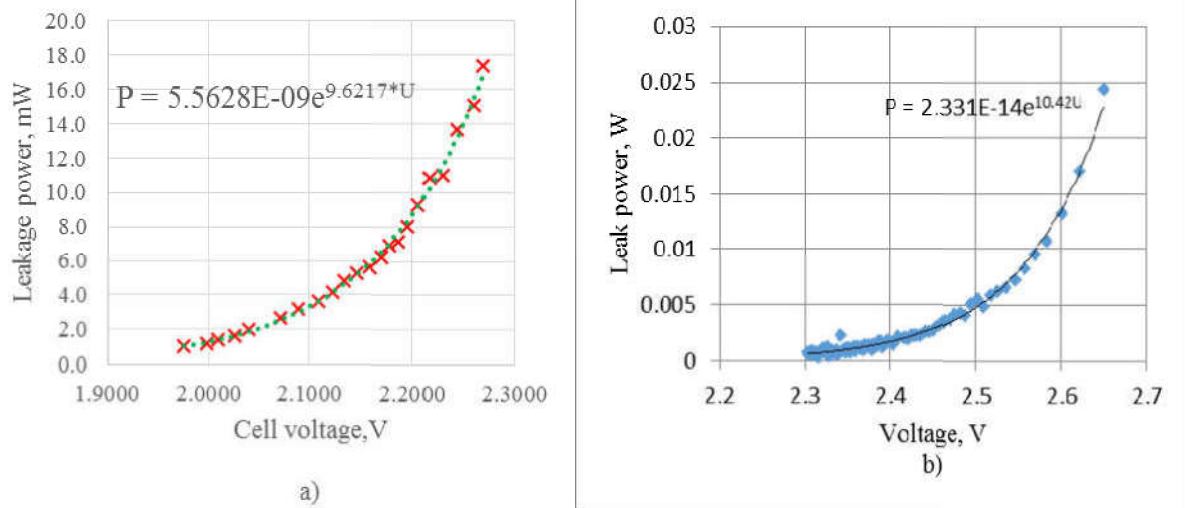 20.0
18.0
16.0
14.0
12.0
10.0
8.0
6.0
4.0
2.0
0.0
Leakage power, mW
P = 5.5628E-09e^9.6217*U
1.9000 2.0000 2.1000 2.2000 2.3000
Cell voltage,V
a)
0.03
0.025
0.02
0.015
0.01
0.005
0
Leak power, W
P = 2.331E-14e^10.42U
2.2 2.3 2.4 2.5 2.6 2.7
Voltage, V
b)